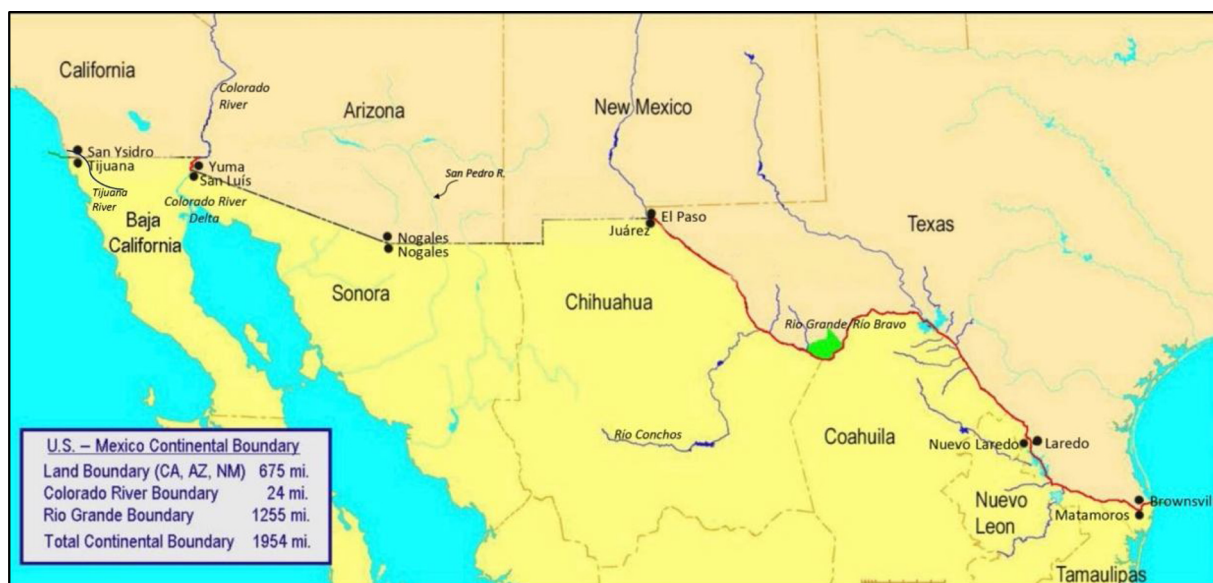 California
Colorado
River
Arizona
New Mexico
San Ysidro
Tijuana
Yuma
San Luís
San Pedro R.
Tijuana
River
Colorado River
Delta
Baja
California
El Paso
Juárez
Texas
Nogales
Nogales
Sonora
Chihuahua
Río Grande/Río Bravo
Río Conchos
Coahuila
Nuevo Laredo
Laredo
Nuevo
Leon
Matamoros
Brownsvil
Tamaulipas
U.S. – Mexico Continental Boundary
Land Boundary (CA, AZ, NM) 675 mi.
Colorado River Boundary 24 mi.
Rio Grande Boundary 1255 mi.
Total Continental Boundary 1954 mi.